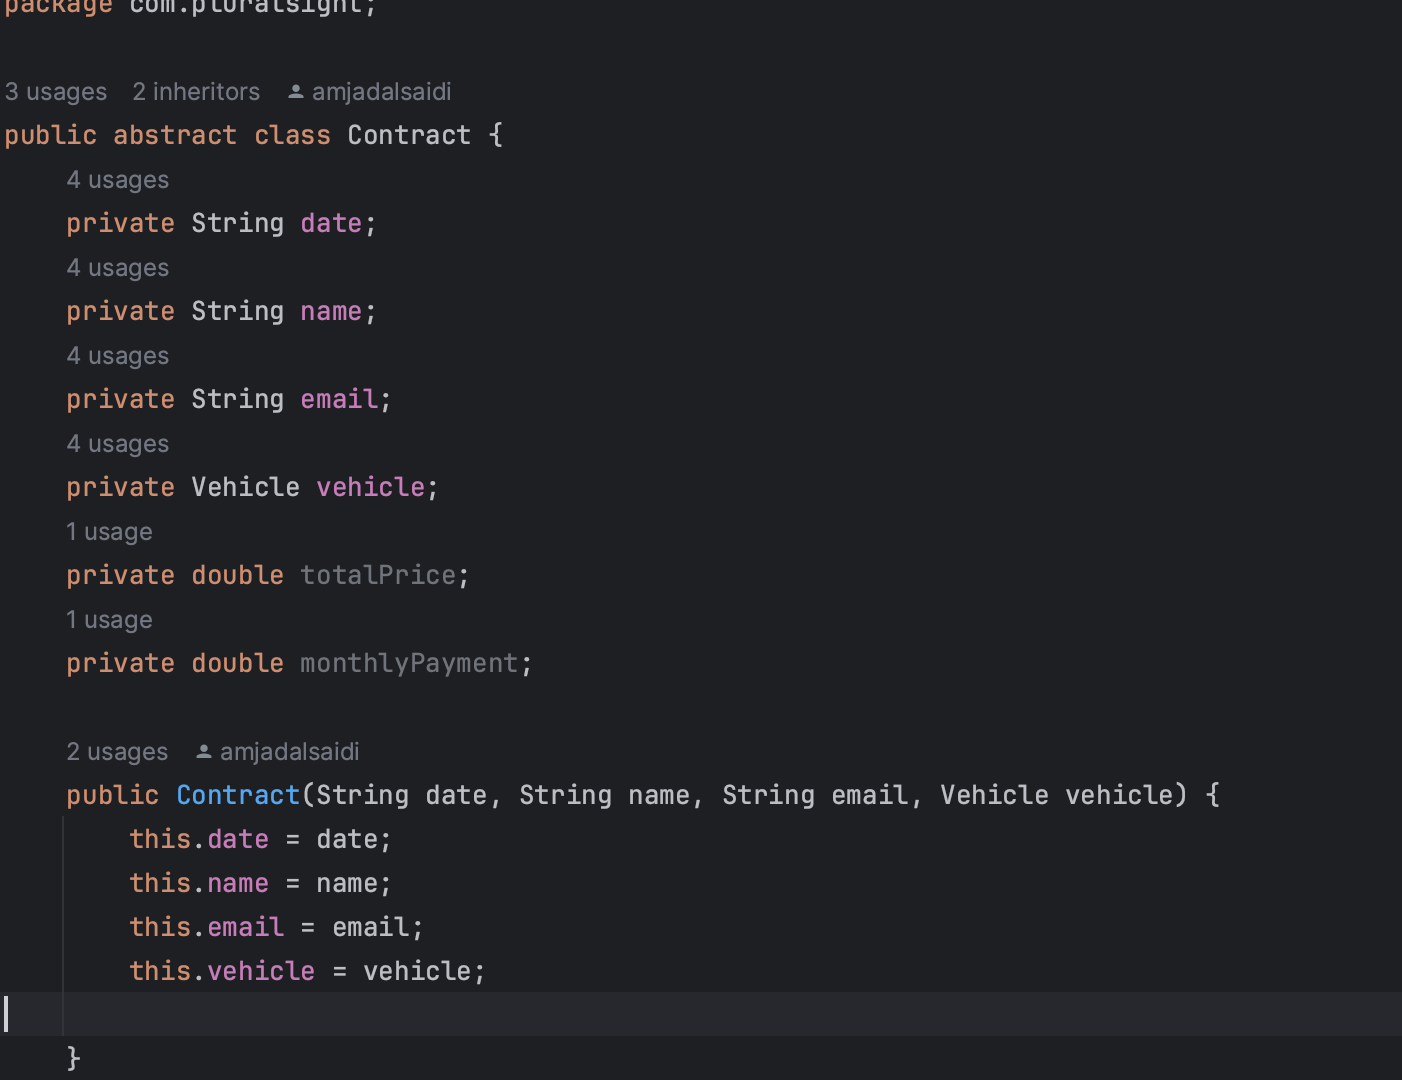 package com.pluralsight;
3 usages 2 inheritors amjadalsaidi
public abstract class Contract {
4 usages
private String date;
4 usages
private String name;
4 usages
private String email;
4 usages
private Vehicle vehicle;
1 usage
private double totalPrice;
1 usage
private double monthlyPayment;
2 usages amjadalsaidi
public Contract(String date, String name, String email, Vehicle vehicle) {
this.date = date;
this.name = name;
this.email = email;
this.vehicle = vehicle;
}